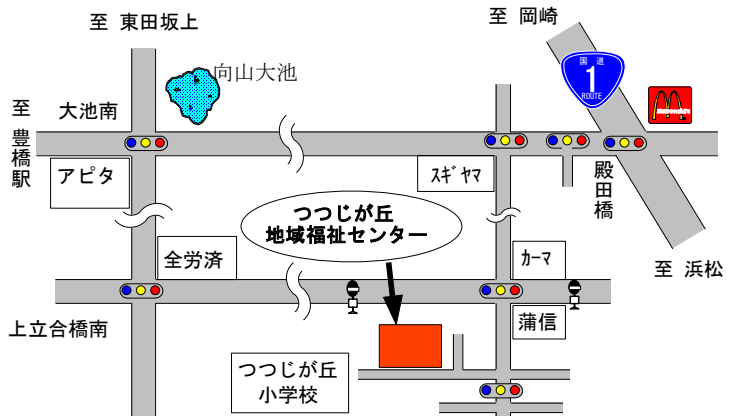 至 東田坂上
至 岡崎
国道
1
ROUTE
向山大池
大池南
至 豊橋駅
アピタ
スギヤマ
殿田橋
つつじが丘
地域福祉センター
全労済
カーマ
至 浜松
上立合橋南
蒲信
つつじが丘
小学校